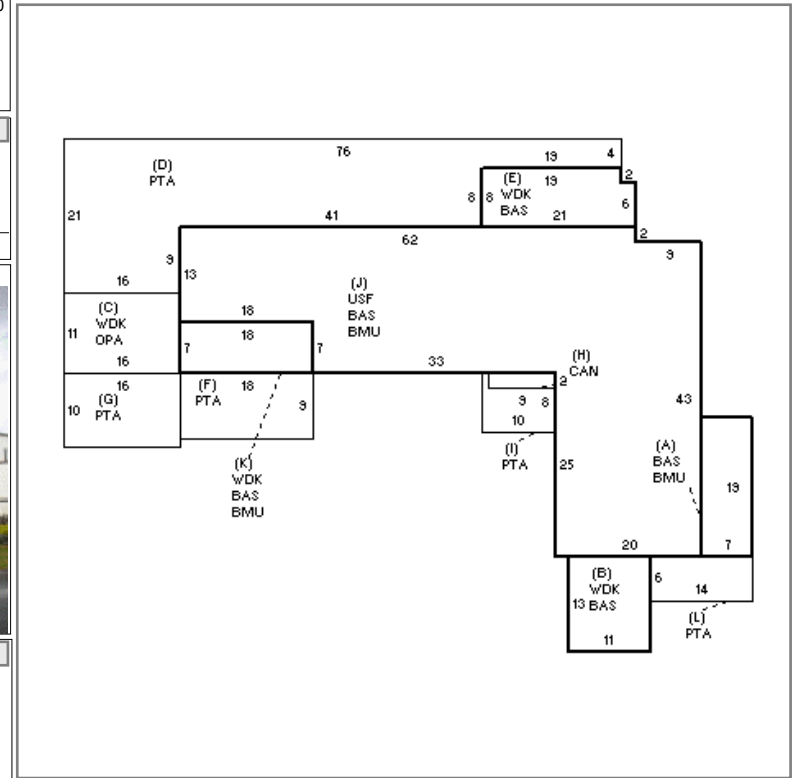 76
19
4
(D)
PTA
2
(E)
19
8
8
WDK
BAS
6
21
41
21
62
2
9
9
13
16
(J)
USF
BAS
BMU
(C)
WDK
OPA
18
18
11
7
7
16
33
(H)
CAN
2
16
(G)
PTA
10
(F)
PTA
18
9
9
8
10
43
(I)
PTA
(A)
BAS
BMU
(K)
WDK
BAS
BMU
25
19
20
7
(B)
WDK
BAS
13
6
14
11
(L)
PTA